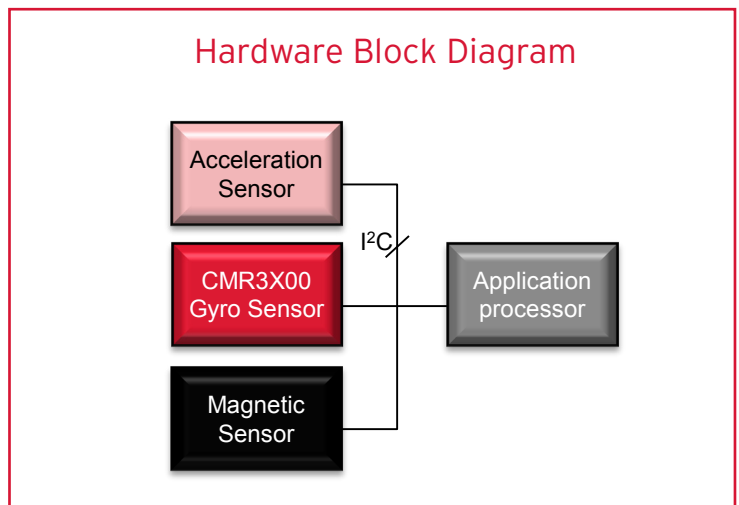 Hardware Block Diagram
Acceleration
Sensor
I²C
CMR3X00
Gyro Sensor
Application
processor
Magnetic
Sensor